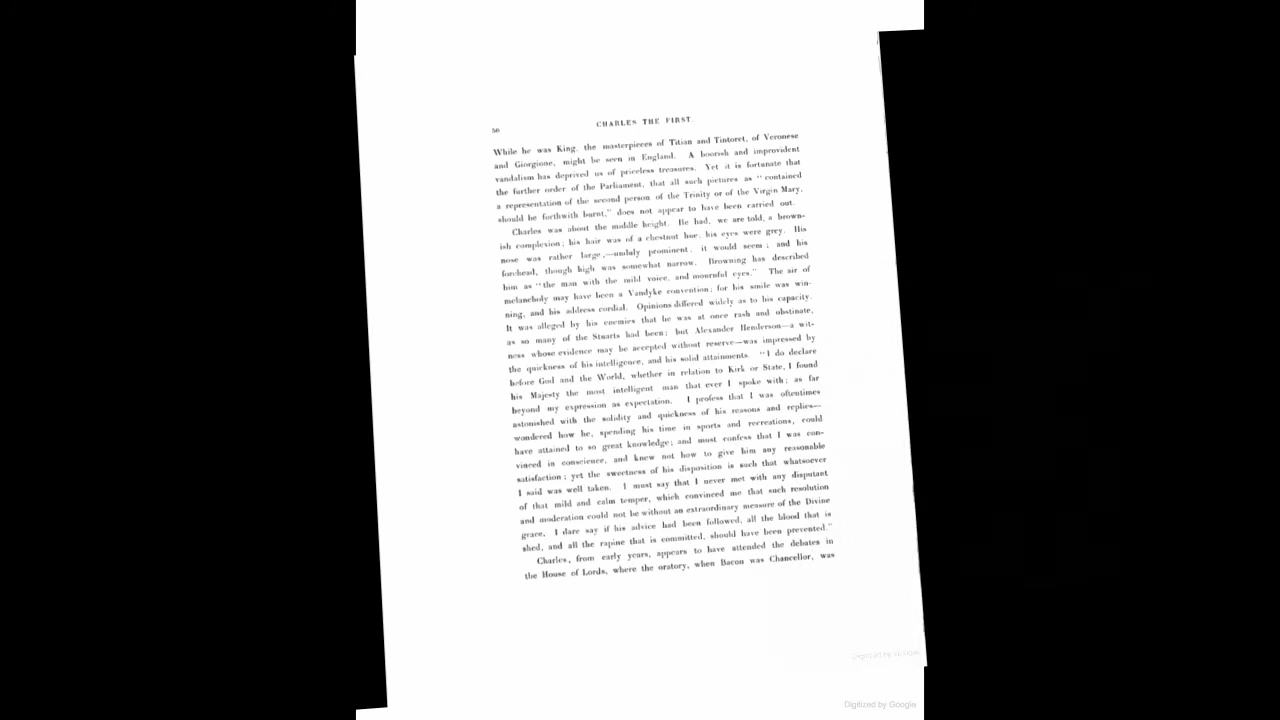 50
CHARLES THE FIRST.
While he was King, the masterpieces of Titian and Tintoret, of Veronese
and Giorgione, might be seen in England. A boorish and improvident
vandalism has deprived us of priceless treasures. Yet it is fortunate that
the further order of the Parliament, that all such pictures as “contained
a representation of the second person of the Trinity or of the Virgin Mary,
should be forthwith burnt,” does not appear to have been carried out.
Charles was about the middle height. He had, we are told, a brown-
ish complexion; his hair was of a chestnut hue, his eyes were grey. His
nose was rather large,—unduly prominent, it would seem; and his
forehead, though high was somewhat narrow. Browning has described
him as “the man with the mild voice, and mournful eyes.” The air of
melancholy may have been a Vandyke convention; for his smile was win-
ning, and his address cordial. Opinions differed widely as to his capacity.
It was alleged by his enemies that he was at once rash and obstinate,
as so many of the Stuarts had been; but Alexander Henderson—a wit-
ness whose evidence may be accepted without reserve—was impressed by
the quickness of his intelligence, and his solid attainments. “I do declare
before God and the World, whether in relation to Kirk or State, I found
his Majesty the most intelligent man that ever I spoke with; as far
beyond my expression as expectation. I profess that I was oftentimes
astonished with the solidity and quickness of his reasons and replies—
wondered how he, spending his time in sports and recreations, could
have attained to so great knowledge; and must confess that I was con-
vinced in conscience, and knew not how to give him any reasonable
satisfaction; yet the sweetness of his disposition is such that whatsoever
I said was well taken. I must say that I never met with any disputant
of that mild and calm temper, which convinced me that such resolution
and moderation could not be without an extraordinary measure of the Divine
grace. I dare say if his advice had been followed, all the blood that is
shed, and all the rapine that is committed, should have been prevented.”
Charles, from early years, appears to have attended the debates in
the House of Lords, where the oratory, when Bacon was Chancellor, was
Digitized by Google
Digitized by Google